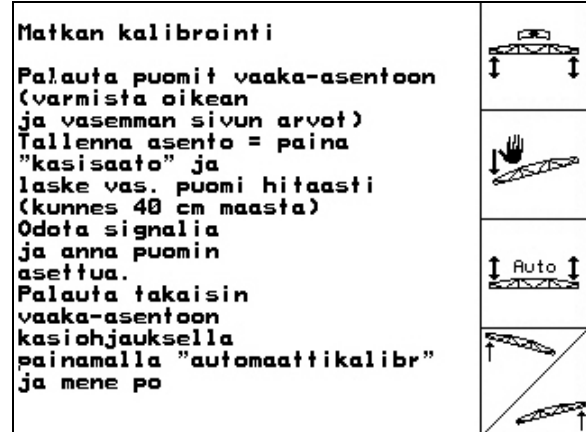 Matkan kalibrointi
Palauta puomit vaaka-asentoon
(varmista oikean
ja vasemman sivun arvot)
Tallenna asento = paina
"kasisaato" ja
laske vas. puomi hitaasti
(kunnes 40 cm maasta)
Odota signalia
ja anna puomin
asettua.
Palauta takaisin
vaaka-asentoon
kasiohjauksella
painamalla "automaattikalibr"
ja mene po
Auto